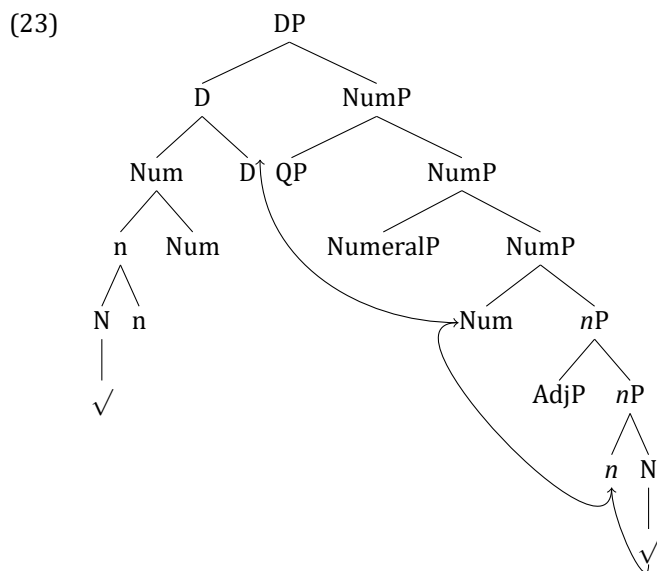 (23) DP
D NumP
Num D QP NumP
n Num NumeralP NumP
N n Num nP
√ AdjP nP
n N
√